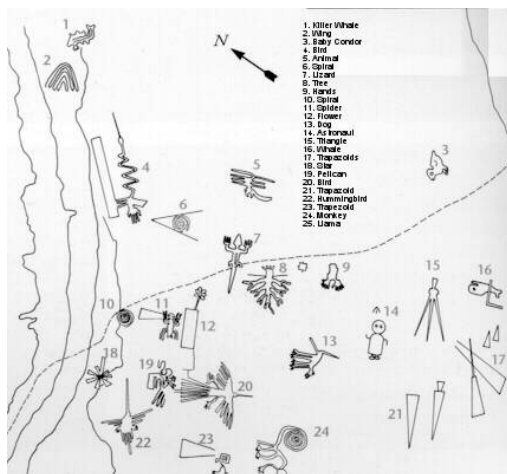 1. Killer Whale
2. Wing
3. Baby Condor
4. Bird
5. Animal
6. Spiral
7. Lizard
8. Tree
9. Hands
10. Spiral
11. Spider
12. Flower
13. Dog
14. Astronaut
15. Triangle
16. Whale
17. Trapazoids
18. Star
19. Pelican
20. Bird
21. Trapazoid
22. Hummingbird
23. Trapezoid
24. Monkey
25. Llama
1
N
2
3
4
5
6
7
8
9
15
16
10
11
12
14
13
17
18
19
20
21
22
23
24